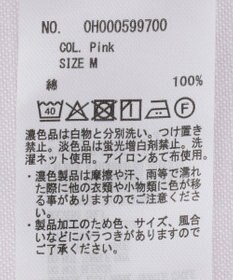 NO. 0H000599700
COL. Pink
SIZE M
綿 100%
40 F
濃色品は白物と分別洗い。つけ置き
禁止。淡色品は蛍光増白剤禁止。洗
濯ネット使用。アイロンあて布使用。
・濃色製品は摩擦や汗、雨等で濡れ
た際に他の衣類や小物類に色が移
る事がありますのでご注意くださ
い。
・製品加工のため色、サイズ、風合
いなどにバラつきがありますのでご
了承ください。